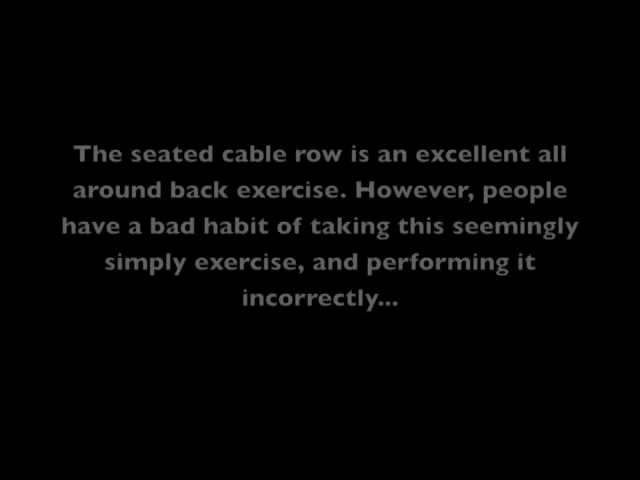 The seated cable row is an excellent all
around back exercise. However, people
have a bad habit of taking this seemingly
simply exercise, and performing it
incorrectly...